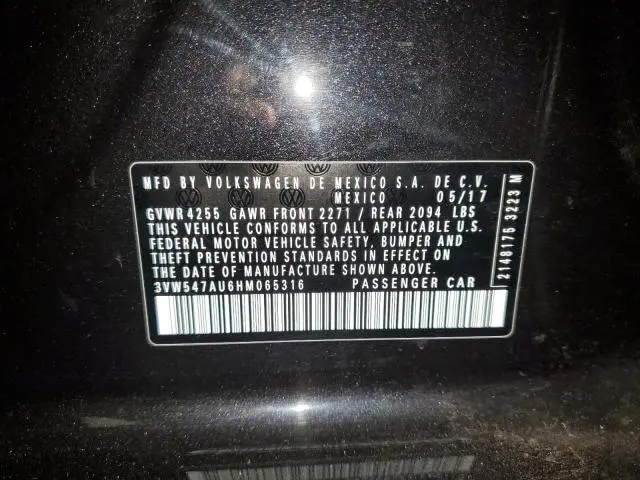 MFD BY VOLKSWAGEN DE MEXICO S.A. DE C.V.
MEXICO 05/17
GVWR 4255 GAWR FRONT 2271 / REAR 2094 LBS
THIS VEHICLE CONFORMS TO ALL APPLICABLE U.S.
FEDERAL MOTOR VEHICLE SAFETY, BUMPER AND
THEFT PREVENTION STANDARDS IN EFFECT ON
THE DATE OF MANUFACTURE SHOWN ABOVE.
3VW547AU6HM065316 PASSENGER CAR
2148175 3223 M